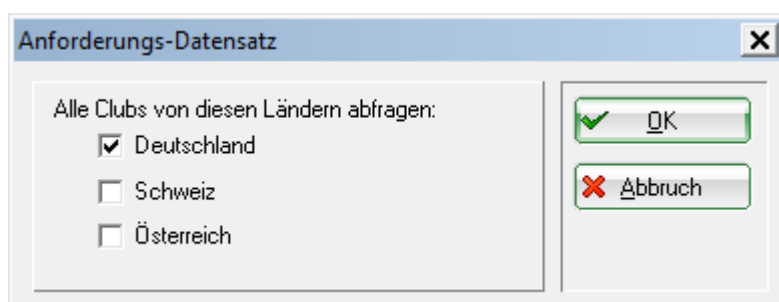 Anforderungs-Datensatz
Alle Clubs von diesen Ländern abfragen:
Deutschland
Schweiz
Österreich
OK
Abbruch